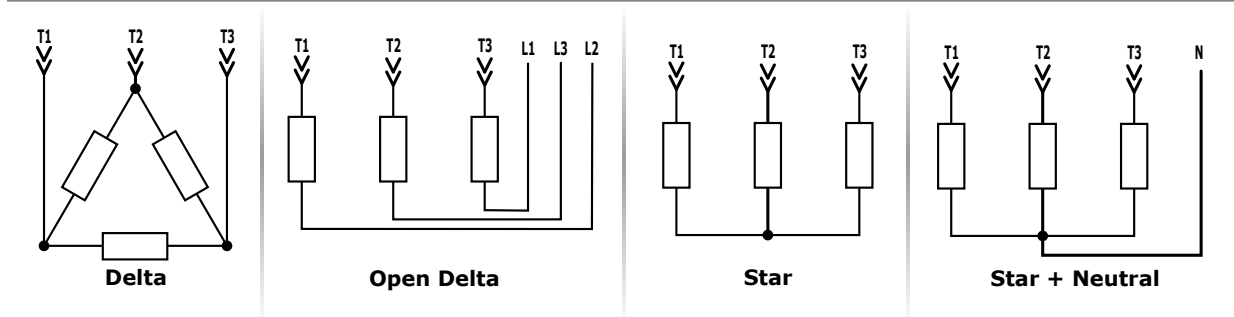 T1 T2 T3
Delta
T1 T2 T3 L1 L3 L2
Open Delta
T1 T2 T3
Star
T1 T2 T3 N
Star + Neutral